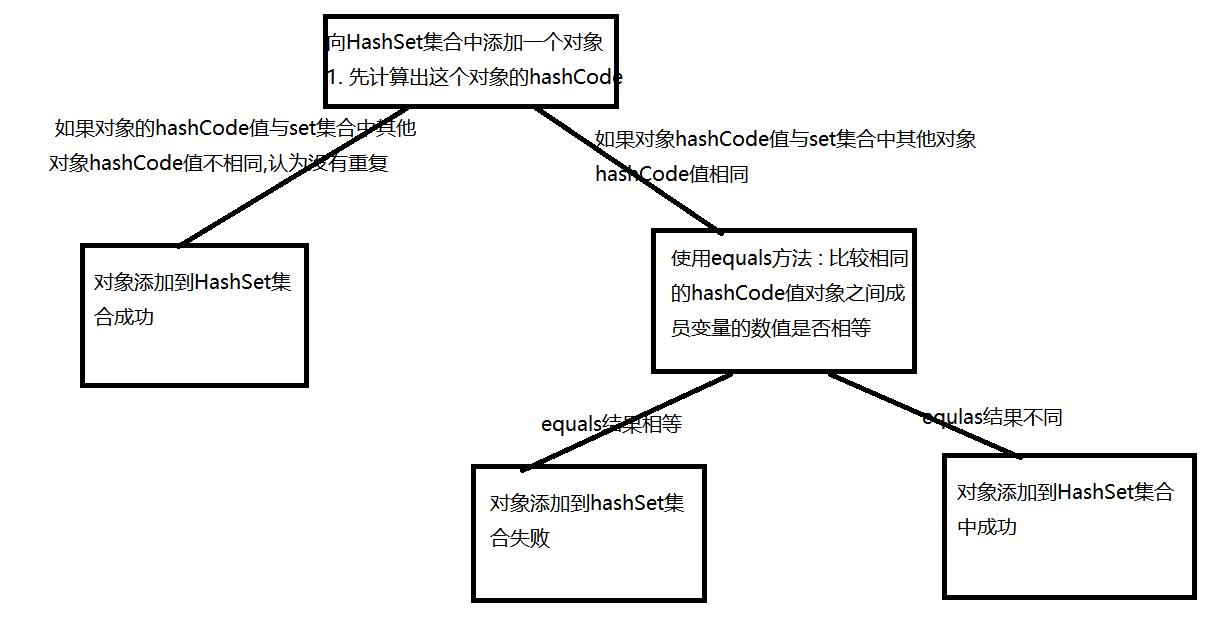 向HashSet集合中添加一个对象
1. 先计算出这个对象的hashCode
如果对象的hashCode值与set集合中其他
对象hashCode值不相同,认为没有重复
如果对象hashCode值与set集合中其他对象
hashCode值相同
对象添加到HashSet集
合成功
使用equals方法 : 比较相同
的hashCode值对象之间成
员变量的数值是否相等
equals结果相等
equlas结果不同
对象添加到hashSet集
合失败
对象添加到HashSet集合
中成功